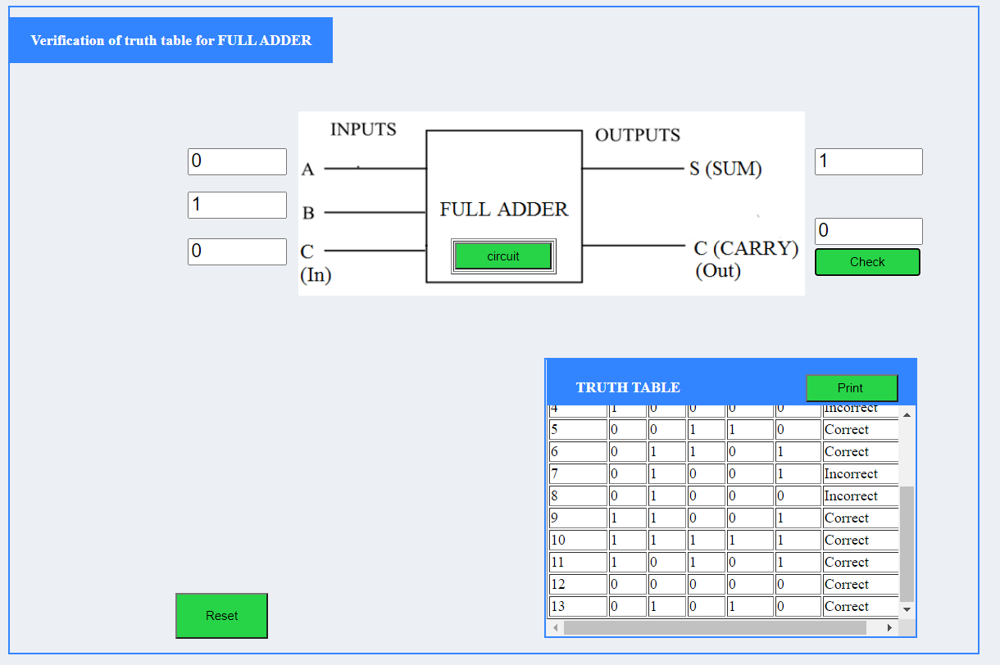 Verification of truth table for FULL ADDER
INPUTS
OUTPUTS
0
A
S (SUM)
1
1
B
FULL ADDER
0
C
(In)
circuit
C (CARRY)
(Out)
0
Check
TRUTH TABLE
Print
4 1 0 0 0 0 Incorrect
5 0 0 1 1 0 Correct
6 0 1 1 0 1 Correct
7 0 1 0 0 1 Incorrect
8 0 1 0 0 0 Incorrect
9 1 1 0 0 1 Correct
10 1 1 1 1 1 Correct
11 1 0 1 0 1 Correct
12 0 0 0 0 0 Correct
13 0 1 0 1 0 Correct
Reset